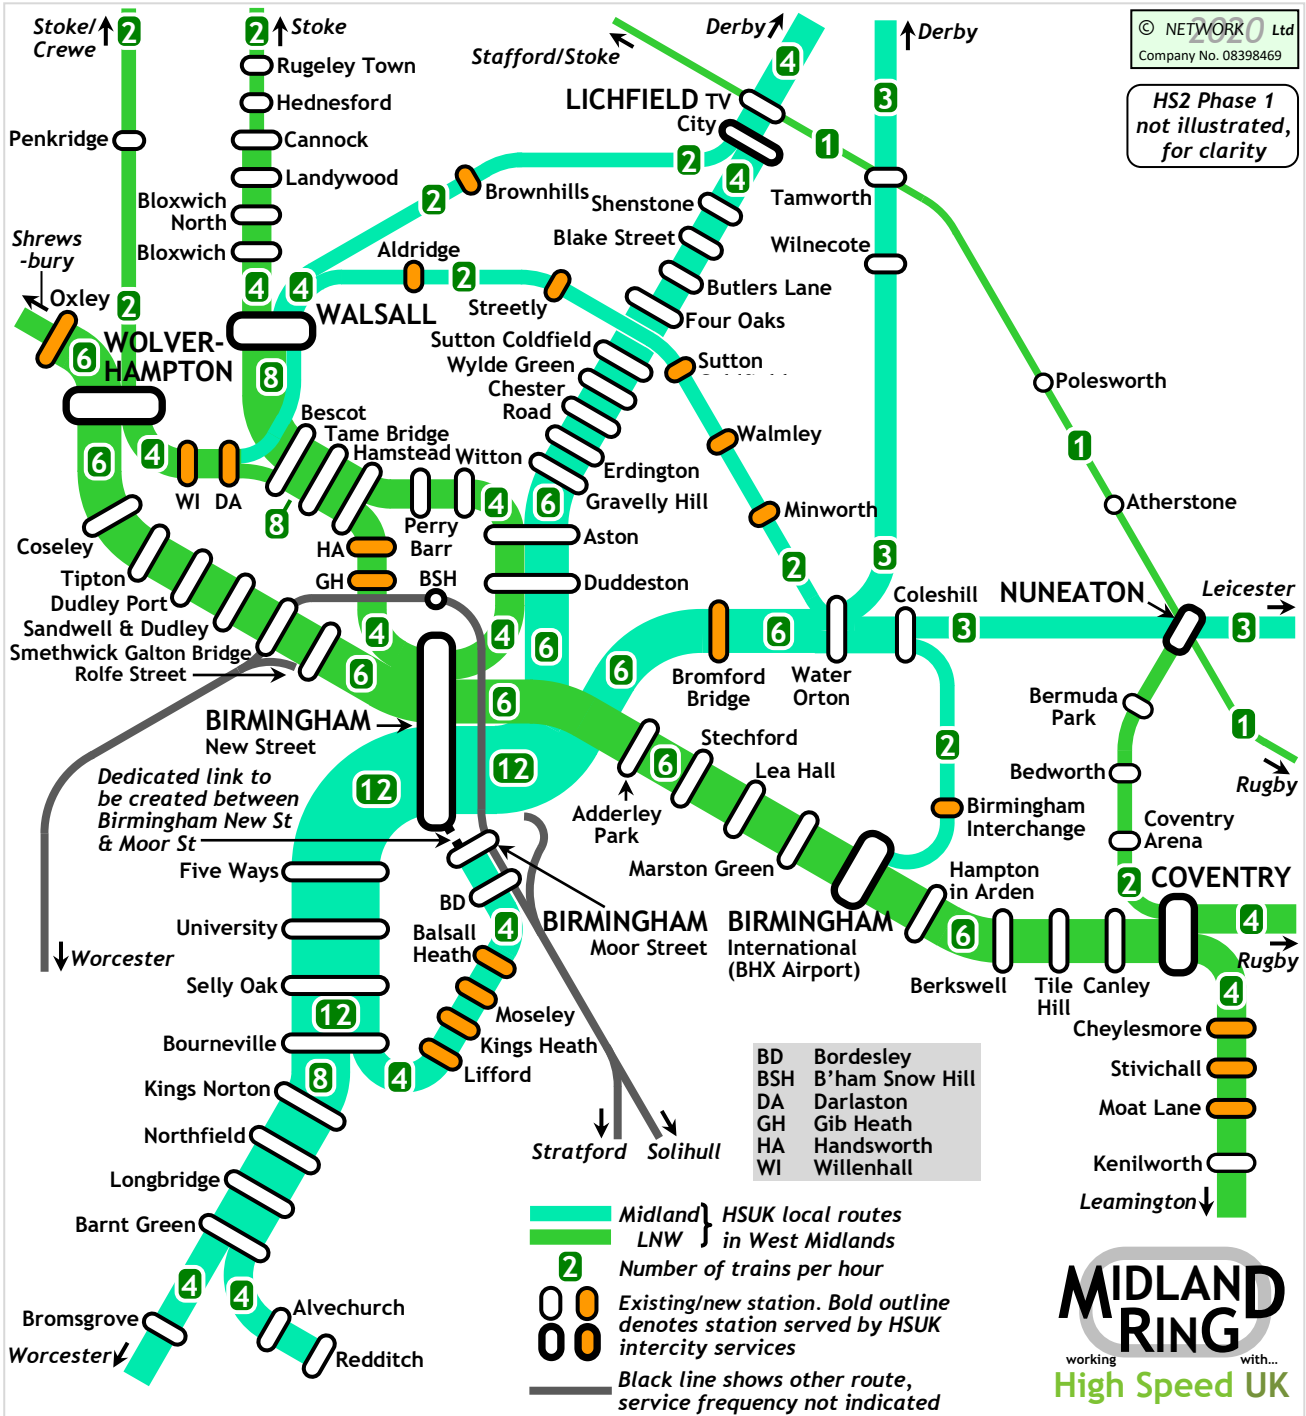 Stoke/
Crewe
2
2
Stoke
Rugeley Town
Hednesford
Cannock
Landywood
Bloxwich
North
Bloxwich
Penkridge
Stafford/Stoke
Derby
4
Derby
3
© NETWORK 2020 Ltd
Company No. 08398469
HS2 Phase 1
not illustrated,
for clarity
LICHFIELD TV
City
1
2
4
2
Brownhills
Shenstone
Tamworth
Blake Street
Wilnecote
Aldridge
2
Butlers Lane
Streetly
Four Oaks
Shrews
-bury
Oxley
2
4
4
WALSALL
6
WOLVER-
HAMPTON
8
Sutton Coldfield
Wylde Green
Chester
Road
Sutton
Polesworth
Bescot
Tame Bridge
Hamstead
Witton
Walmley
1
6
4
WI
DA
8
Erdington
Gravelly Hill
4
6
Perry
Barr
Aston
Minworth
Atherstone
3
2
Coseley
Tipton
Dudley Port
Sandwell & Dudley
Smethwick Galton Bridge
Rolfe Street
HA
GH
BSH
Duddeston
Coleshill
NUNEATON
Leicester
4
4
6
6
6
6
6
3
3
Bromford
Bridge
Water
Orton
Bermuda
Park
1
BIRMINGHAM
New Street
12
12
Stechford
6
Lea Hall
2
Bedworth
Rugby
Dedicated link to
be created between
Birmingham New St
& Moor St
Adderley
Park
Marston Green
Birmingham
Interchange
Coventry
Arena
Five Ways
BD
Hampton
in Arden
2
COVENTRY
University
Balsall
Heath
4
BIRMINGHAM
Moor Street
BIRMINGHAM
International
(BHX Airport)
6
4
Rugby
Worcester
Selly Oak
Berkswell
Tile
Hill
Canley
4
12
Moseley
Cheylesmore
Bourneville
Kings Heath
Lifford
Stivichall
8
4
Kings Norton
Moat Lane
Northfield
BD Bordesley
BSH B'ham Snow Hill
DA Darlaston
GH Gib Heath
HA Handsworth
WI Willenhall
Stratford
Solihull
Kenilworth
Leamington
Longbridge
Barnt Green
4
4
Bromsgrove
Alvechurch
Worcester
Redditch
Midland
LNW
HSUK local routes
in West Midlands
2
Number of trains per hour
Existing/new station. Bold outline
denotes station served by HSUK
intercity services
Black line shows other route,
service frequency not indicated
MIDLAND
RING
working with...
High Speed UK